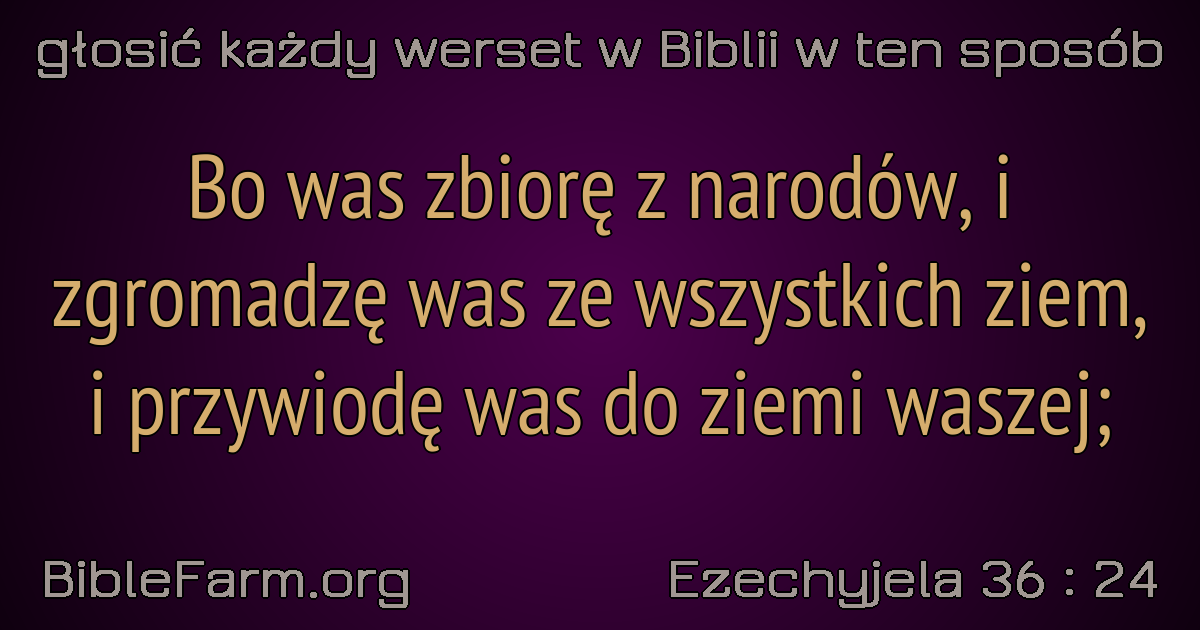 głosić każdy werset w Biblii w ten sposób
Bo was zbiorę z narodów, i
zgromadzę was ze wszystkich ziem,
i przywiodę was do ziemi waszej;
BibleFarm.org
Ezechyjela 36 : 24